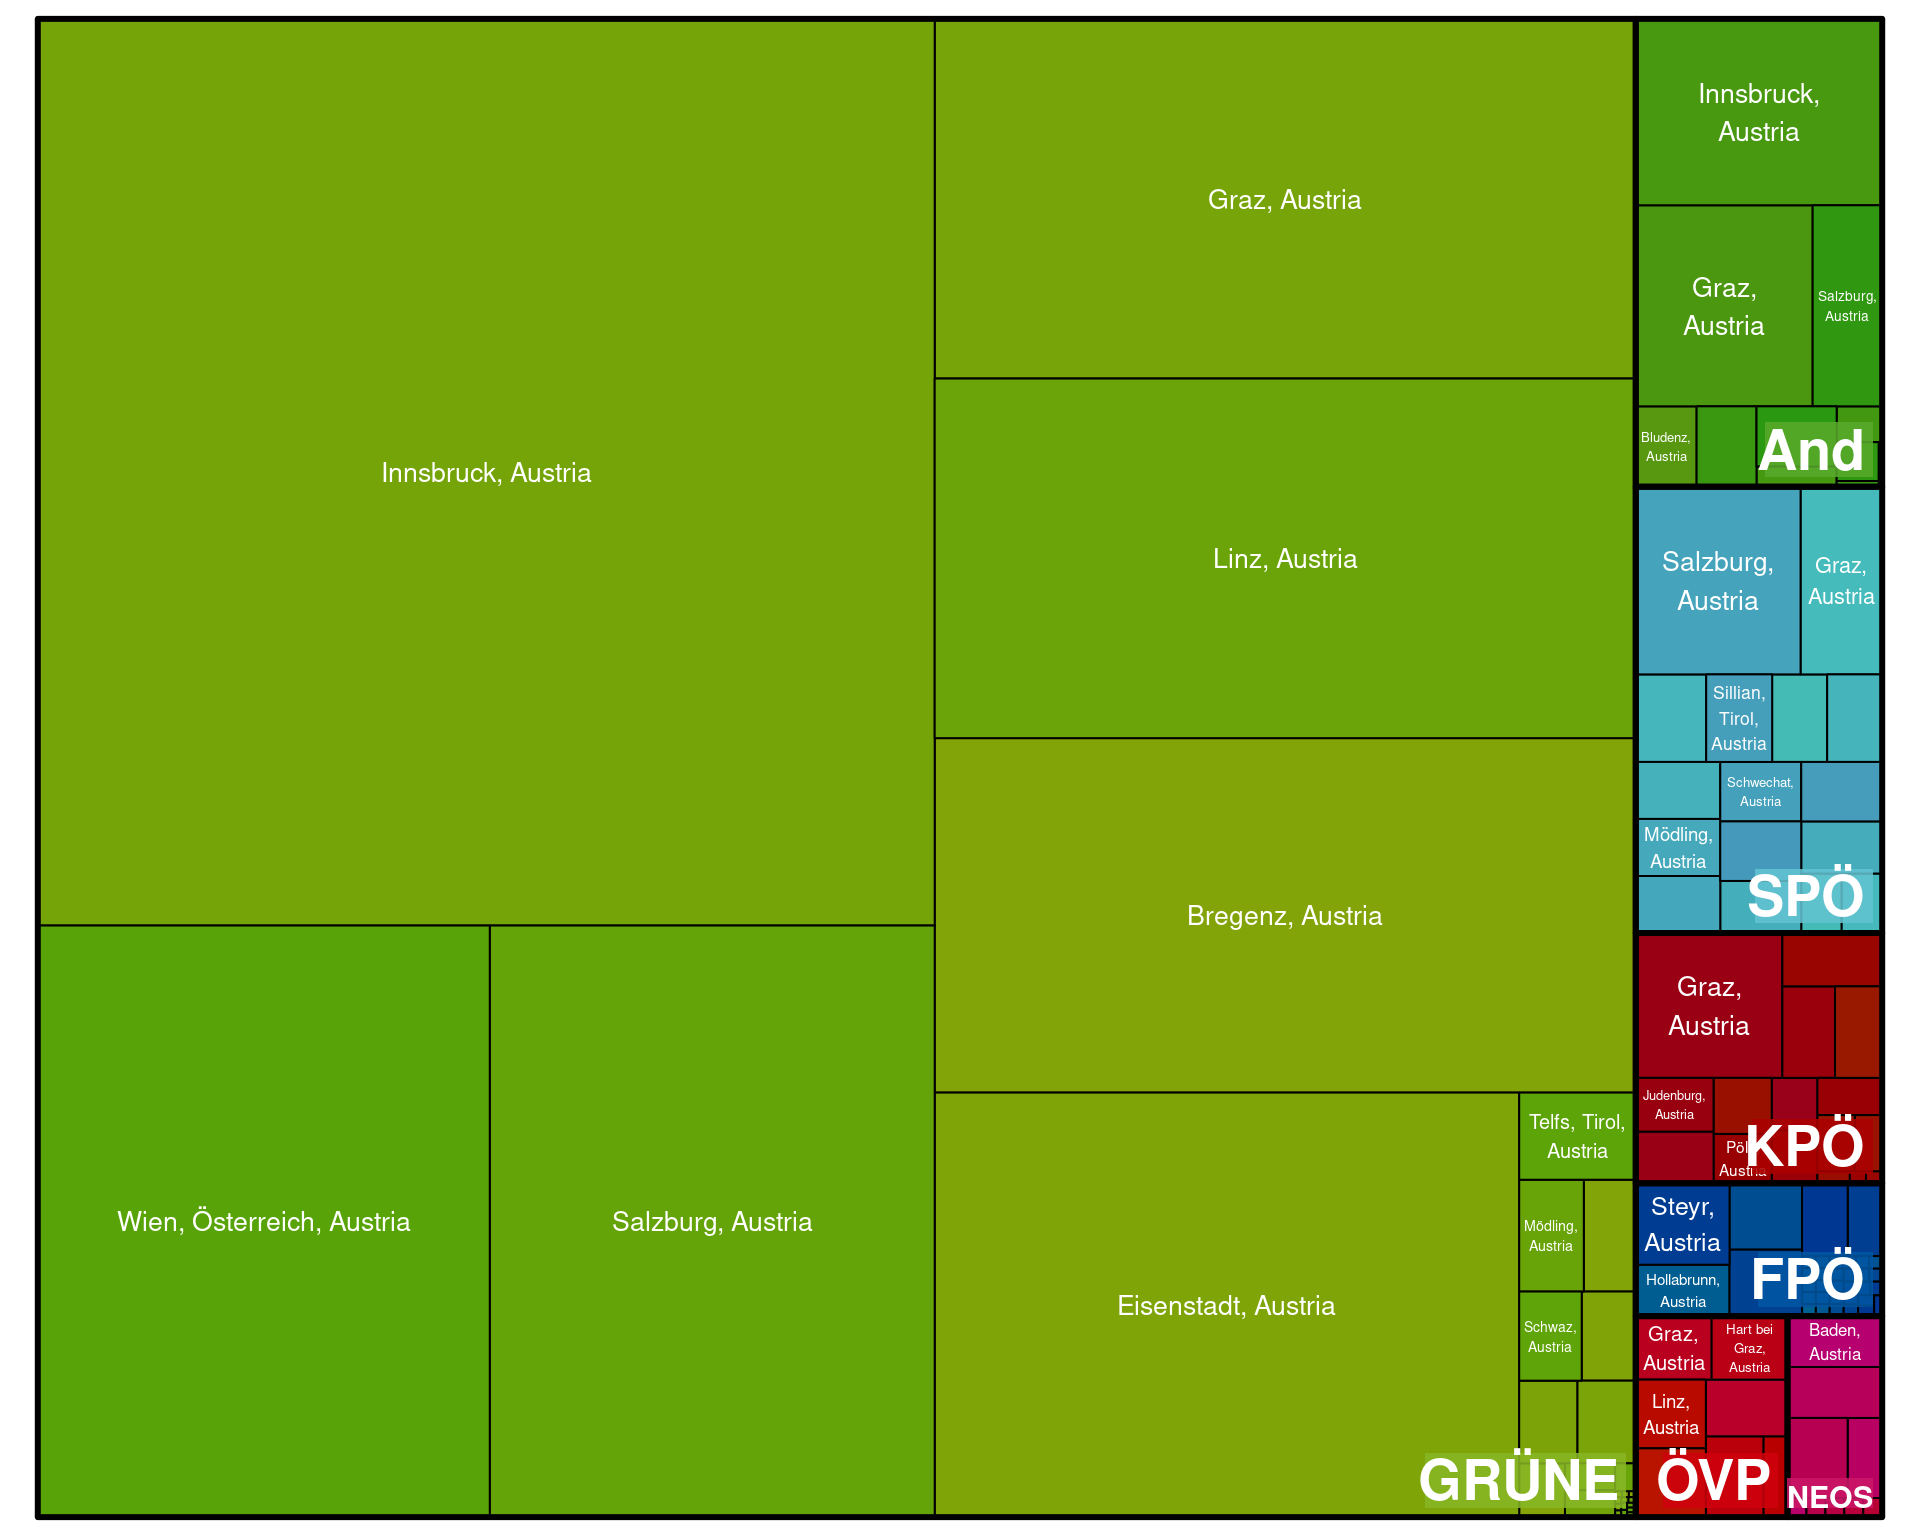 Innsbruck, Austria
Wien, Österreich, Austria
Salzburg, Austria
Graz, Austria
Linz, Austria
Bregenz, Austria
Eisenstadt, Austria
Telfs, Tirol,
Austria
Mödling,
Austria
Schwaz,
Austria
GRÜNE
Innsbruck,
Austria
Graz,
Austria
Salzburg,
Austria
Bludenz,
Austria
And
Salzburg,
Austria
Graz,
Austria
Sillian,
Tirol,
Austria
Schwechat,
Austria
Mödling,
Austria
SPÖ
Graz,
Austria
Judenburg,
Austria
Austria
KPÖ
Steyr,
Austria
Hollabrunn,
Austria
FPÖ
Graz,
Austria
Hart bei
Graz,
Austria
Linz,
Austria
ÖVP
Baden,
Austria
NEOS